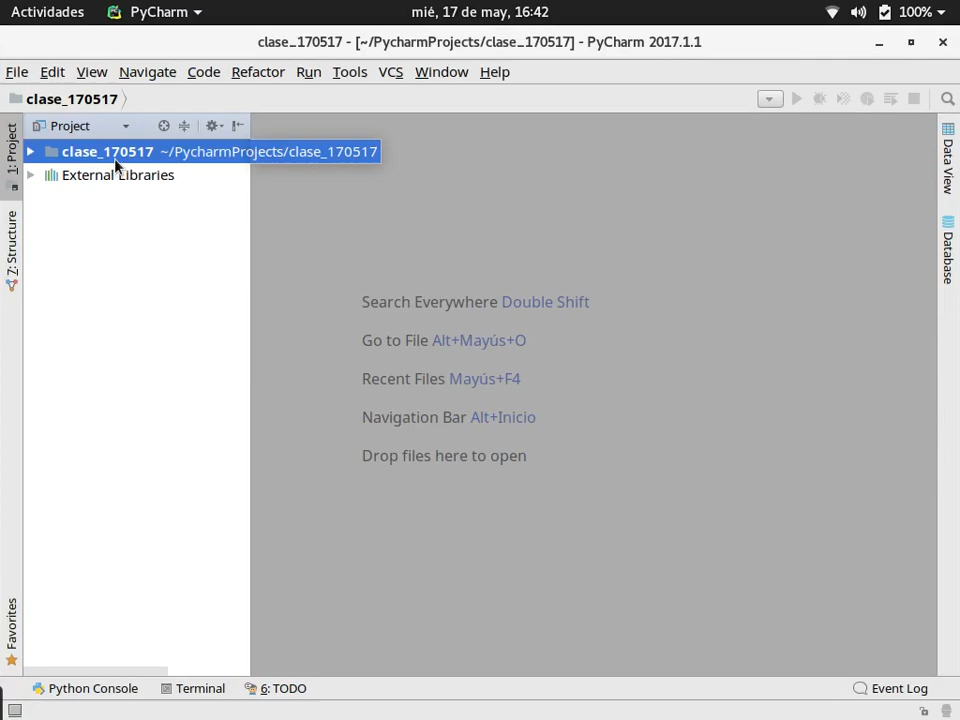 Actividades PyCharm mié, 17 de may, 16:42 100%
clase_170517 - [~/PycharmProjects/clase_170517] - PyCharm 2017.1.1
File Edit View Navigate Code Refactor Run Tools VCS Window Help
clase_170517
Project
1: Project
clase_170517 ~/PycharmProjects/clase_170517
External Libraries
7: Structure
Data View
Database
Search Everywhere Double Shift
Go to File Alt+Mayús+O
Recent Files Mayús+F4
Navigation Bar Alt+Inicio
Drop files here to open
Favorites
Python Console Terminal 6: TODO Event Log